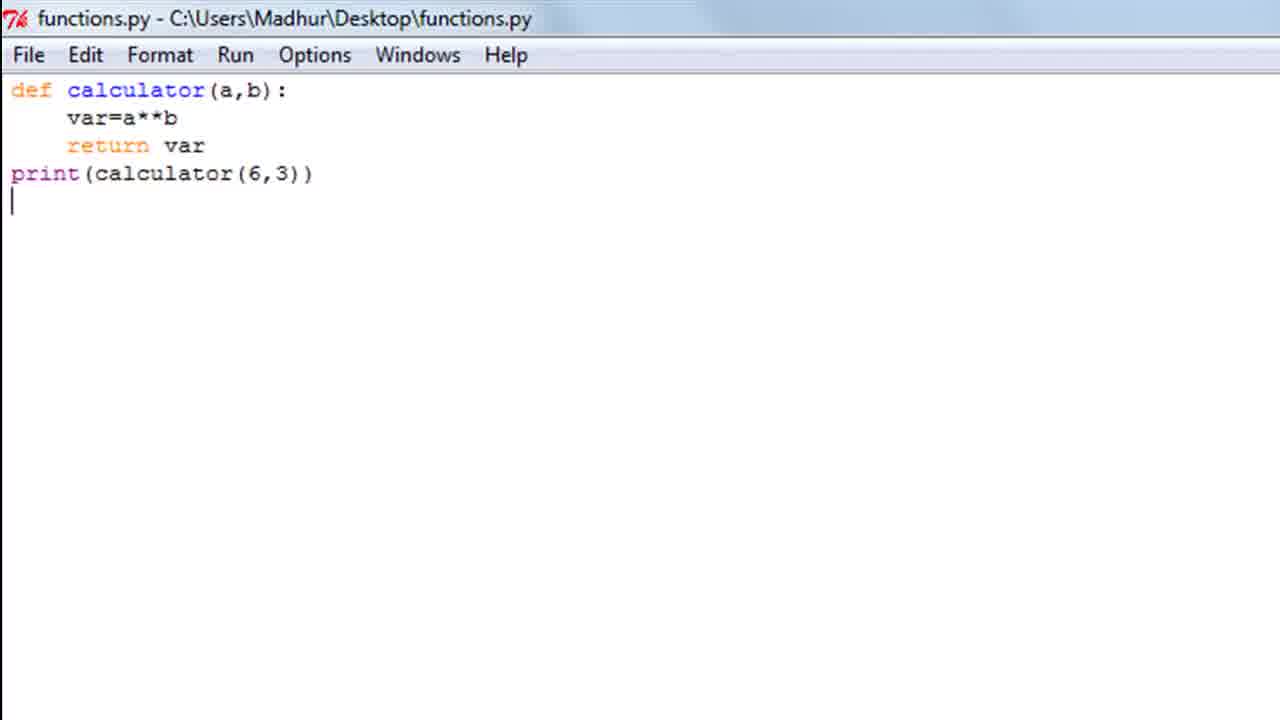 functions.py - C:\Users\Madhur\Desktop\functions.py
File Edit Format Run Options Windows Help
def calculator(a,b):
    var=a**b
    return var
print(calculator(6,3))